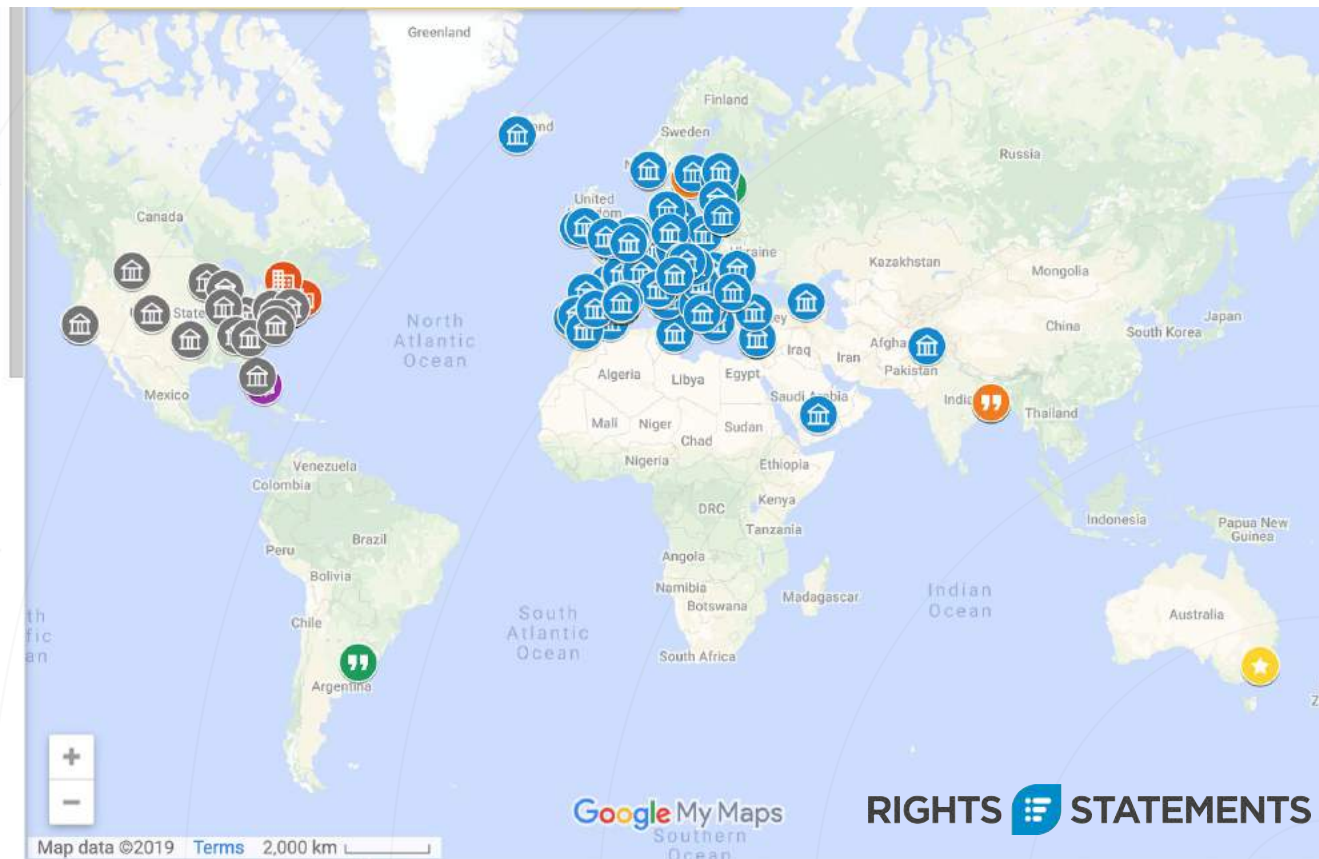 Greenland
Finland
Sweden
Russia
United
Canada
Kazakhstan
Mongolia
North
Atlantic
Ocean
State
China
Japan
South Korea
Iraq
Iran
Pakistan
Algeria
Libya
Egypt
Mexico
Thailand
Mali
Niger
Chad
Sudan
Nigeria
Ethiopia
Venezuela
Colombia
DRC
Kenya
Tanzania
Indonesia
Papua New
Guinea
Peru
Brazil
Angola
Bolivia
Namibia
Botswana
Madagascar
Indian
Ocean
Chile
South
Atlantic
Ocean
Australia
South Africa
Argentina
Google My Maps
Southern
Ocean
RIGHTS STATEMENTS
Map data ©2019 Terms 2,000 km